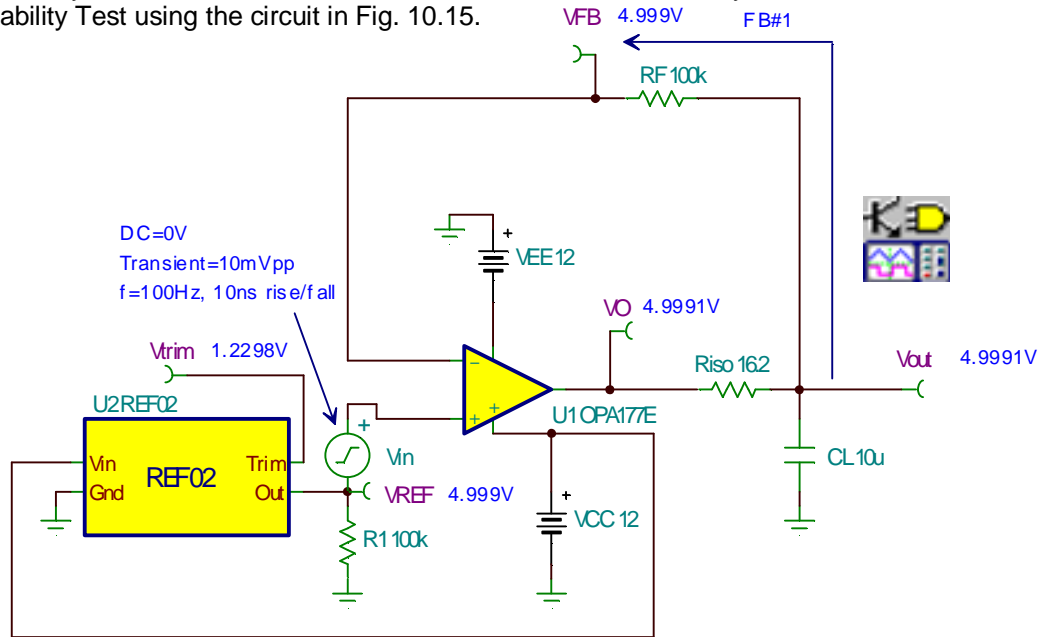 ability Test using the circuit in Fig. 10.15.
VFB 4.999V
FB#1
RF 100k
DC=0V
Transient=10mVpp
f=100Hz, 10ns rise/fall
+
VEE 12
VO 4.9991V
Vtrim 1.2298V
Riso 16.2
Vout 4.9991V
U2 REF02
−
+
+
U1 OPA177E
+
Vin
Vin
Trim
REF02
Gnd
Out
VREF 4.999V
CL 10u
+
VCC 12
R1 100k